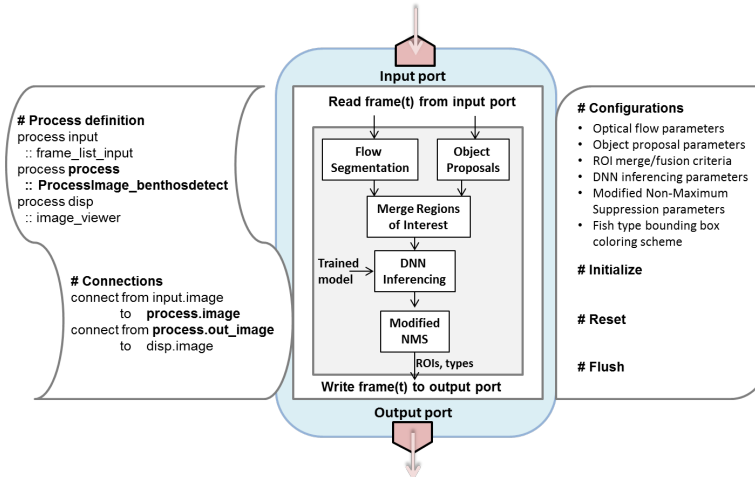 Input port
Read frame(t) from input port
Flow
Segmentation
Object
Proposals
Merge Regions
of Interest
Trained
model
DNN
Inferencing
Modified
NMS
ROIs, types
Write frame(t) to output port
Output port
# Process definition
process input
:: frame_list_input
process process
:: ProcessImage_benthosdetect
process disp
:: image_viewer
# Connections
connect from input.image
to process.image
connect from process.out_image
to disp.image
# Configurations
• Optical flow parameters
• Object proposal parameters
• ROI merge/fusion criteria
• DNN inferencing parameters
• Modified Non-Maximum
Suppression parameters
• Fish type bounding box
coloring scheme
# Initialize
# Reset
# Flush